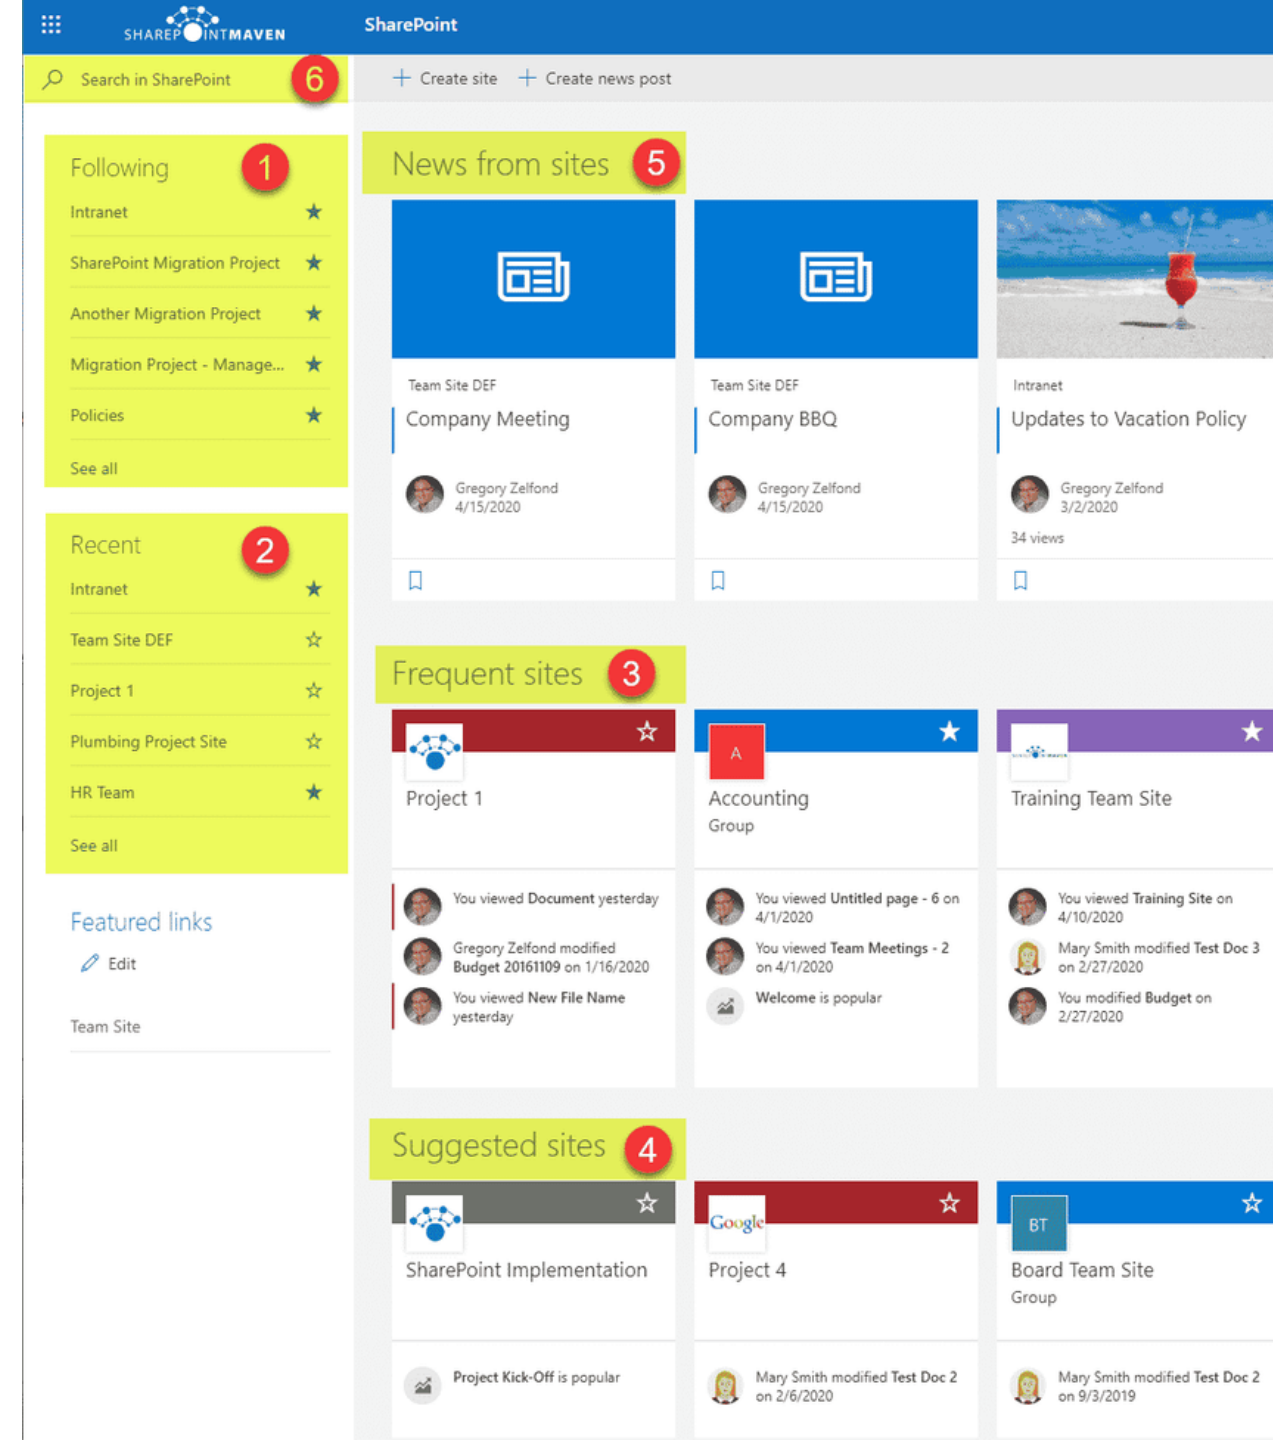 SHAREPOINTMAVEN
SharePoint
Search in SharePoint
6
Create site
Create news post
Following
1
Intranet
SharePoint Migration Project
Another Migration Project
Migration Project - Manage...
Policies
See all
Recent
2
Intranet
Team Site DEF
Project 1
Plumbing Project Site
HR Team
See all
Featured links
Edit
Team Site
News from sites
5
Team Site DEF
Company Meeting
Gregory Zelfond
4/15/2020
Team Site DEF
Company BBQ
Gregory Zelfond
4/15/2020
Intranet
Updates to Vacation Policy
Gregory Zelfond
3/2/2020
34 views
Frequent sites
3
Project 1
You viewed Document yesterday
Gregory Zelfond modified
Budget 20161109 on 1/16/2020
You viewed New File Name
yesterday
A
Accounting
Group
You viewed Untitled page - 6 on
4/1/2020
You viewed Team Meetings - 2
on 4/1/2020
Welcome is popular
SHAREPOINTMAVEN
Training Team Site
You viewed Training Site on
4/10/2020
Mary Smith modified Test Doc 3
on 2/27/2020
You modified Budget on
2/27/2020
Suggested sites
4
SharePoint Implementation
Project Kick-Off is popular
Google
Project 4
Mary Smith modified Test Doc 2
on 2/6/2020
BT
Board Team Site
Group
Mary Smith modified Test Doc 2
on 9/3/2019